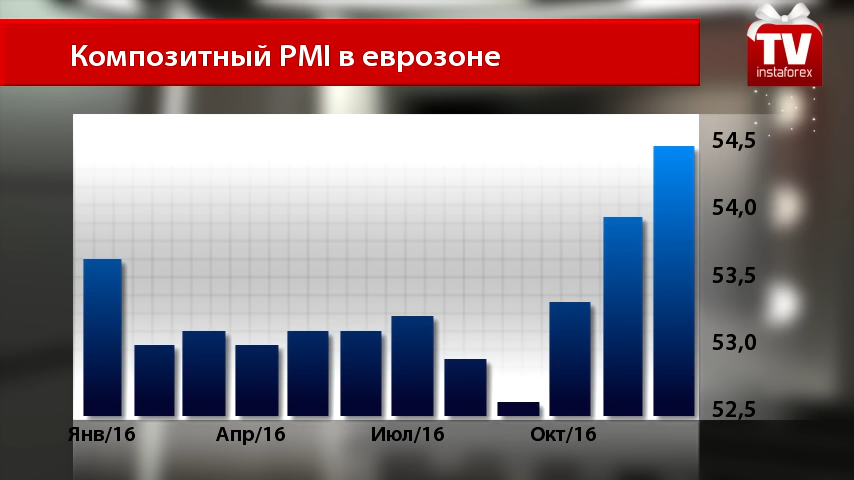 Композитный PMI в еврозоне
TV
instaforex
54,5
54,0
53,5
53,0
52,5
Янв/16
Апр/16
Июл/16
Окт/16